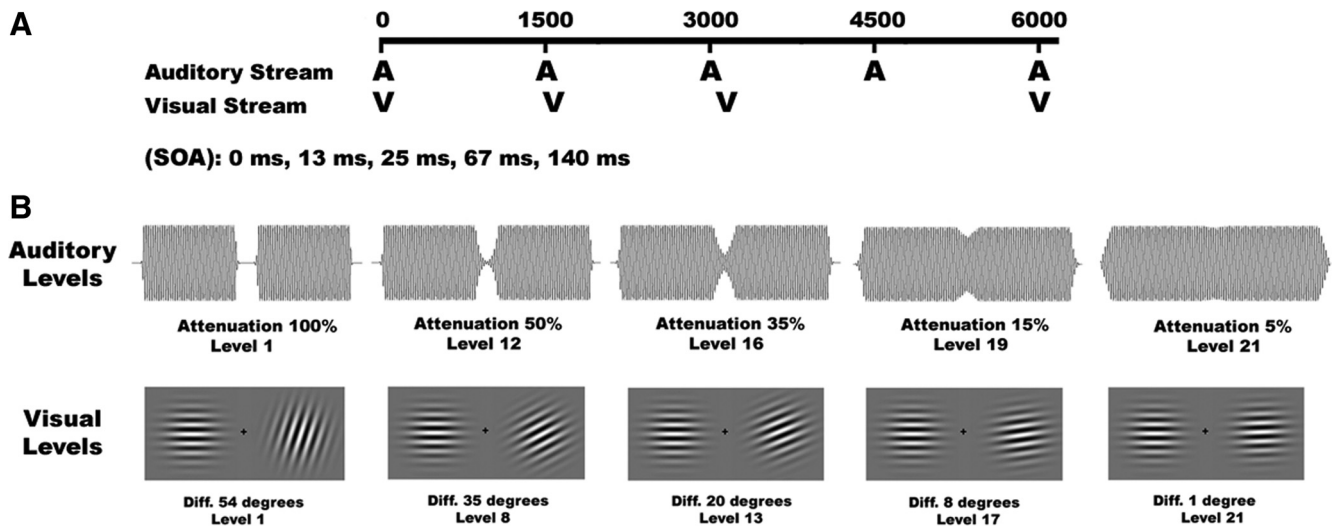 A
0 1500 3000 4500 6000
Auditory Stream A A A A A
Visual Stream V V V V
(SOA): 0 ms, 13 ms, 25 ms, 67 ms, 140 ms
B
Auditory
Levels
Attenuation 100% Attenuation 50% Attenuation 35% Attenuation 15% Attenuation 5%
Level 1 Level 12 Level 16 Level 19 Level 21
Visual
Levels
Diff. 54 degrees Diff. 35 degrees Diff. 20 degrees Diff. 8 degrees Diff. 1 degree
Level 1 Level 8 Level 13 Level 17 Level 21